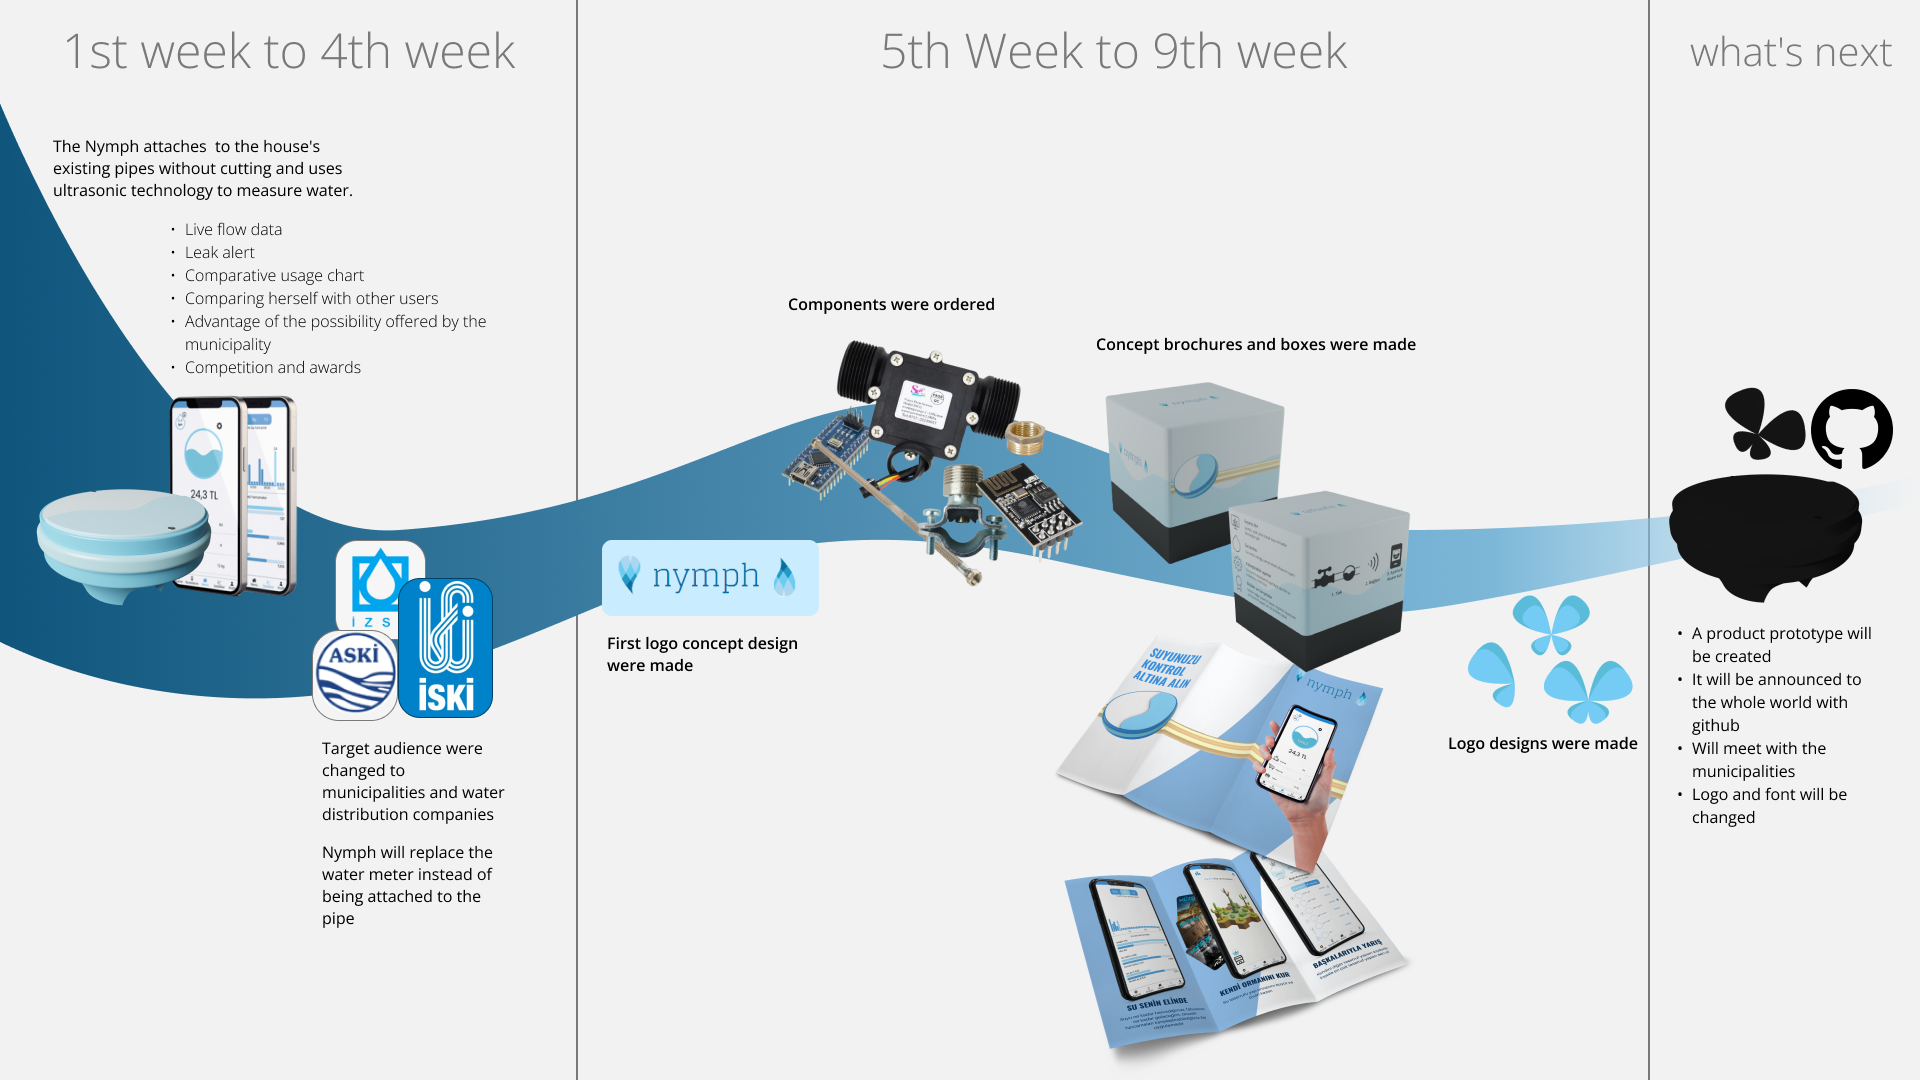 1st week to 4th week
5th Week to 9th week
what's next
The Nymph attaches  to the house's
existing pipes without cutting and uses
ultrasonic technology to measure water.
• Live flow data
• Leak alert
• Comparative usage chart
• Comparing herself with other users
• Advantage of the possibility offered by the
municipality
• Competition and awards
24,3 TL
İZS
ASKİ
İSKİ
Target audience were
changed to
municipalities and water
distribution companies
Nymph will replace the
water meter instead of
being attached to the
pipe
nymph
First logo concept design
were made
Components were ordered
Concept brochures and boxes were made
nymph
nymph
nymph
SUYUNUZU
KONTROL
ALTINA ALIN
nymph
24,3 TL
SU SENİN ELİNDE
KENDİ ORMANINI KUR
BAŞKALARIYLA YARIŞ
Logo designs were made
• A product prototype will
be created
• It will be announced to
the whole world with
github
• Will meet with the
municipalities
• Logo and font will be
changed